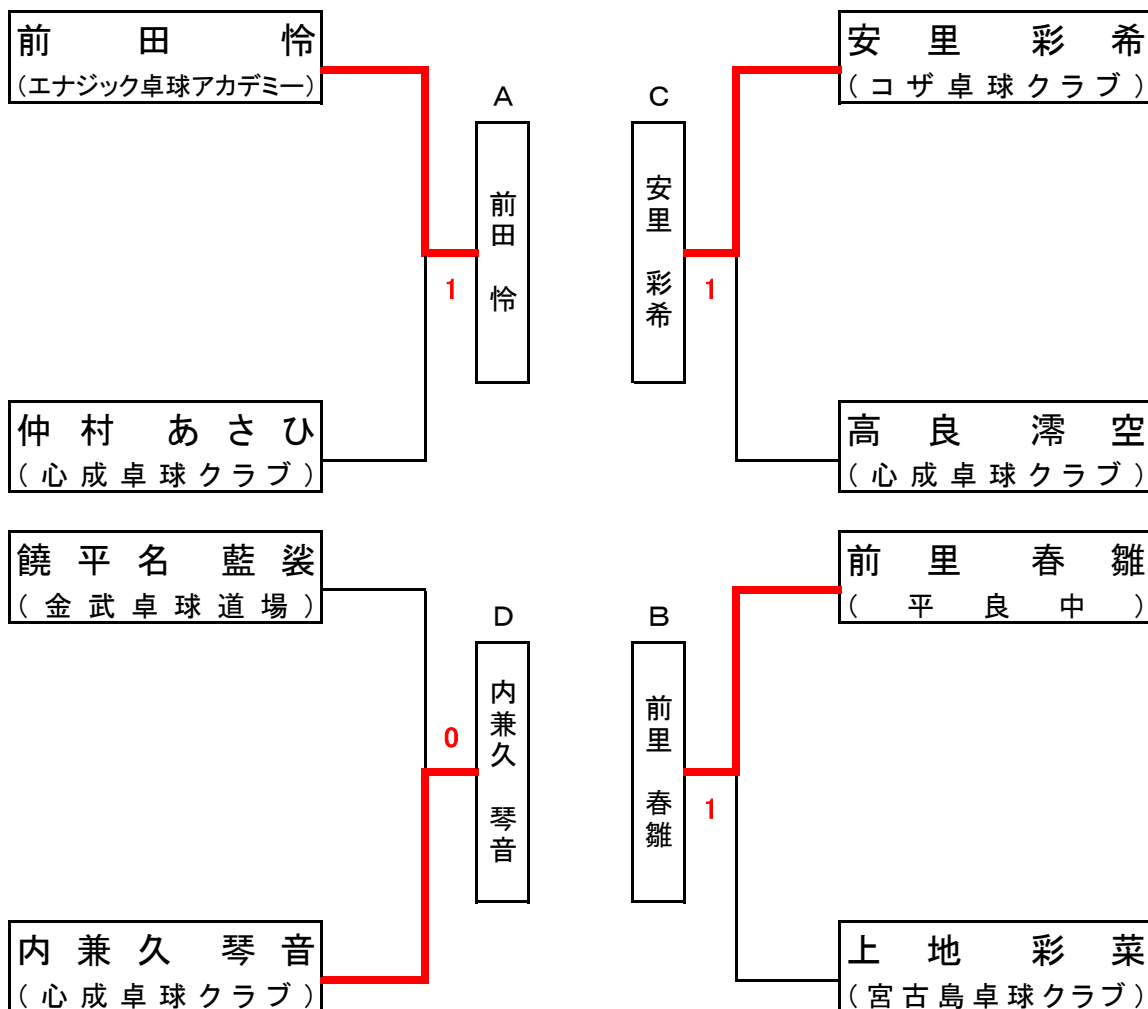 前田 怜
(エナジック卓球アカデミー)
A
前田 怜
1
仲村 あさひ
(心成卓球クラブ)
安里 彩希
(コザ卓球クラブ)
C
安里 彩希
1
高良 澪空
(心成卓球クラブ)
饒平名 藍裟
(金武卓球道場)
D
内兼久 琴音
0
内兼久 琴音
(心成卓球クラブ)
前里 春雛
(平良中)
B
前里 春雛
1
上地 彩菜
(宮古島卓球クラブ)